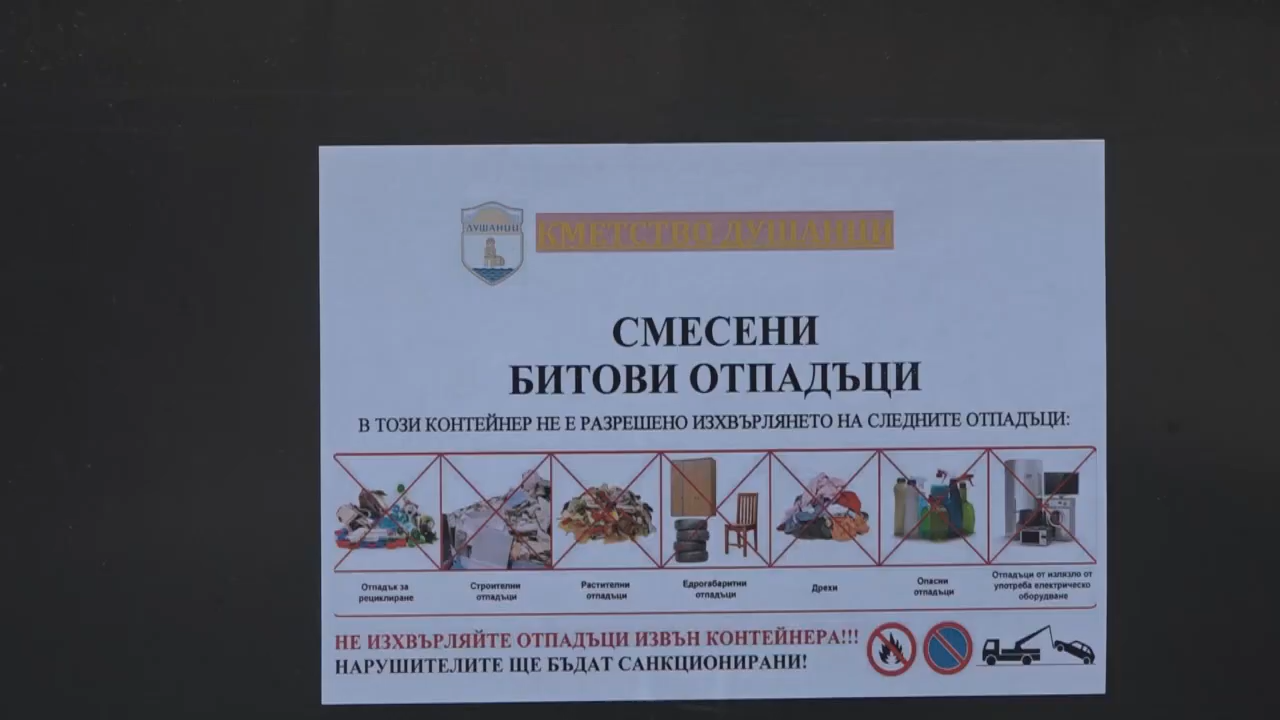 ДУШАНЦИ
КМЕТСТВО ДУШАНЦИ
СМЕСЕНИ
БИТОВИ ОТПАДЪЦИ
В ТОЗИ КОНТЕЙНЕР НЕ Е РАЗРЕШЕНО ИЗХВЪРЛЯНЕТО НА СЛЕДНИТЕ ОТПАДЪЦИ:
Отпадък за
рециклиране
Строителни
отпадъци
Растителни
отпадъци
Едрогабаритни
отпадъци
Дрехи
Опасни
отпадъци
Отпадъци от излязло от
употреба електрическо
оборудване
НЕ ИЗХВЪРЛЯЙТЕ ОТПАДЪЦИ ИЗВЪН КОНТЕЙНЕРА!!!
НАРУШИТЕЛИТЕ ЩЕ БЪДАТ САНКЦИОНИРАНИ!